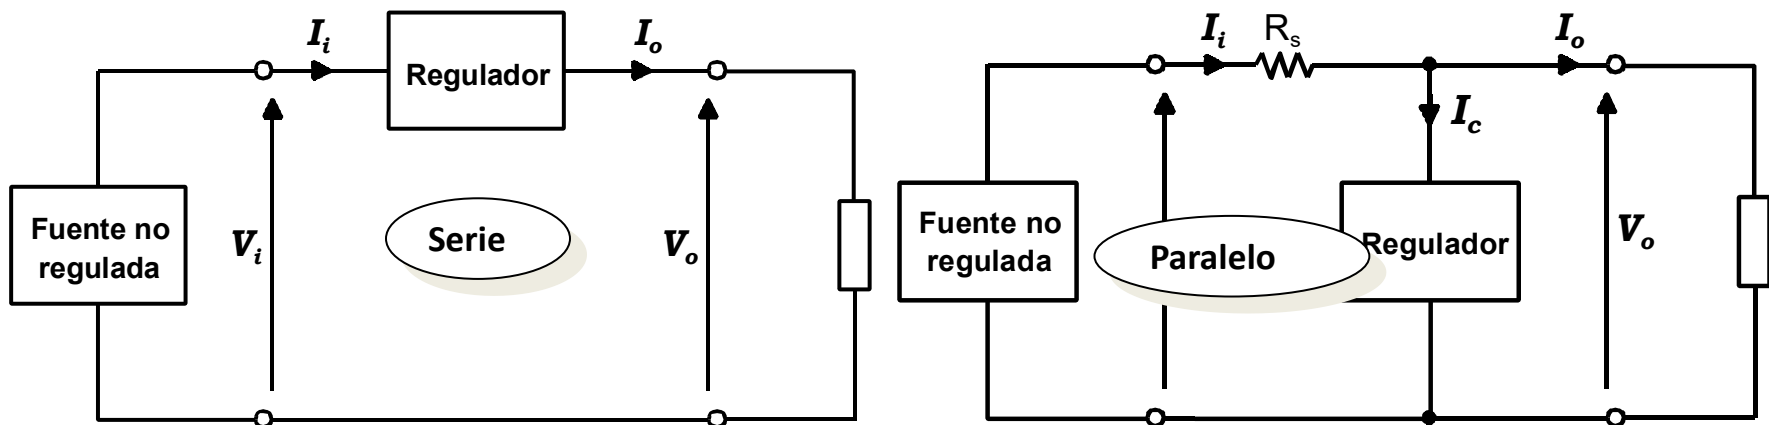 I_i
Regulador
I_o
Fuente no
regulada
V_i
Serie
V_o
I_i
R_s
I_o
I_c
Fuente no
regulada
Paralelo
Regulador
V_o